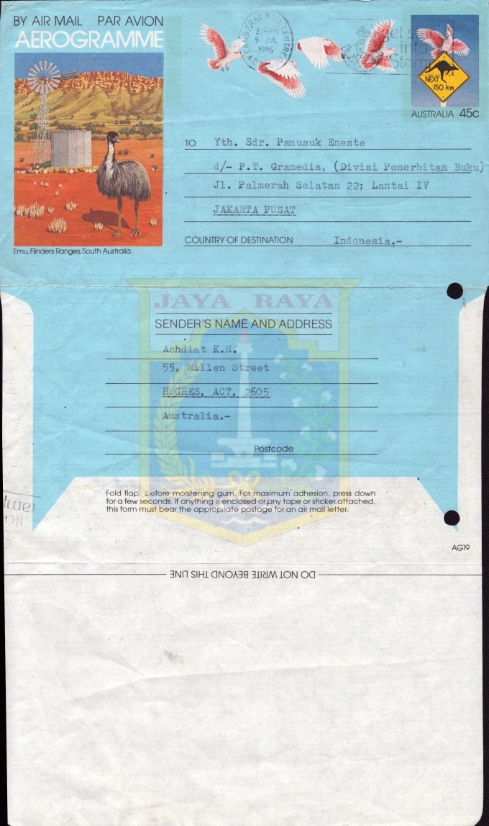 BY AIR MAIL PAR AVION
AEROGRAMME
9 JUL
1985
NEXT
150 km
AUSTRALIA 45c
TO Yth. Sdr. Pamusuk Eneste
d/- P.T. Gramedia, (Divisi Penerbitan Buku)
Jl. Palmerah Selatan 22; Lantai IV
JAKARTA PUSAT
COUNTRY OF DESTINATION Indonesia.-
Emu, Flinders Ranges, South Australia.
JAYA RAYA
SENDER'S NAME AND ADDRESS
Achdiat K.M.
55, Millen Street
HUGHES, ACT, 2605
Australia.-
Postcode
Fold flap before moistening gum. For maximum adhesion, press down
for a few seconds. If anything is enclosed or any tape or sticker attached,
this form must bear the appropriate postage for an air mail letter.
AG19
DO NOT WRITE BEYOND THIS LINE